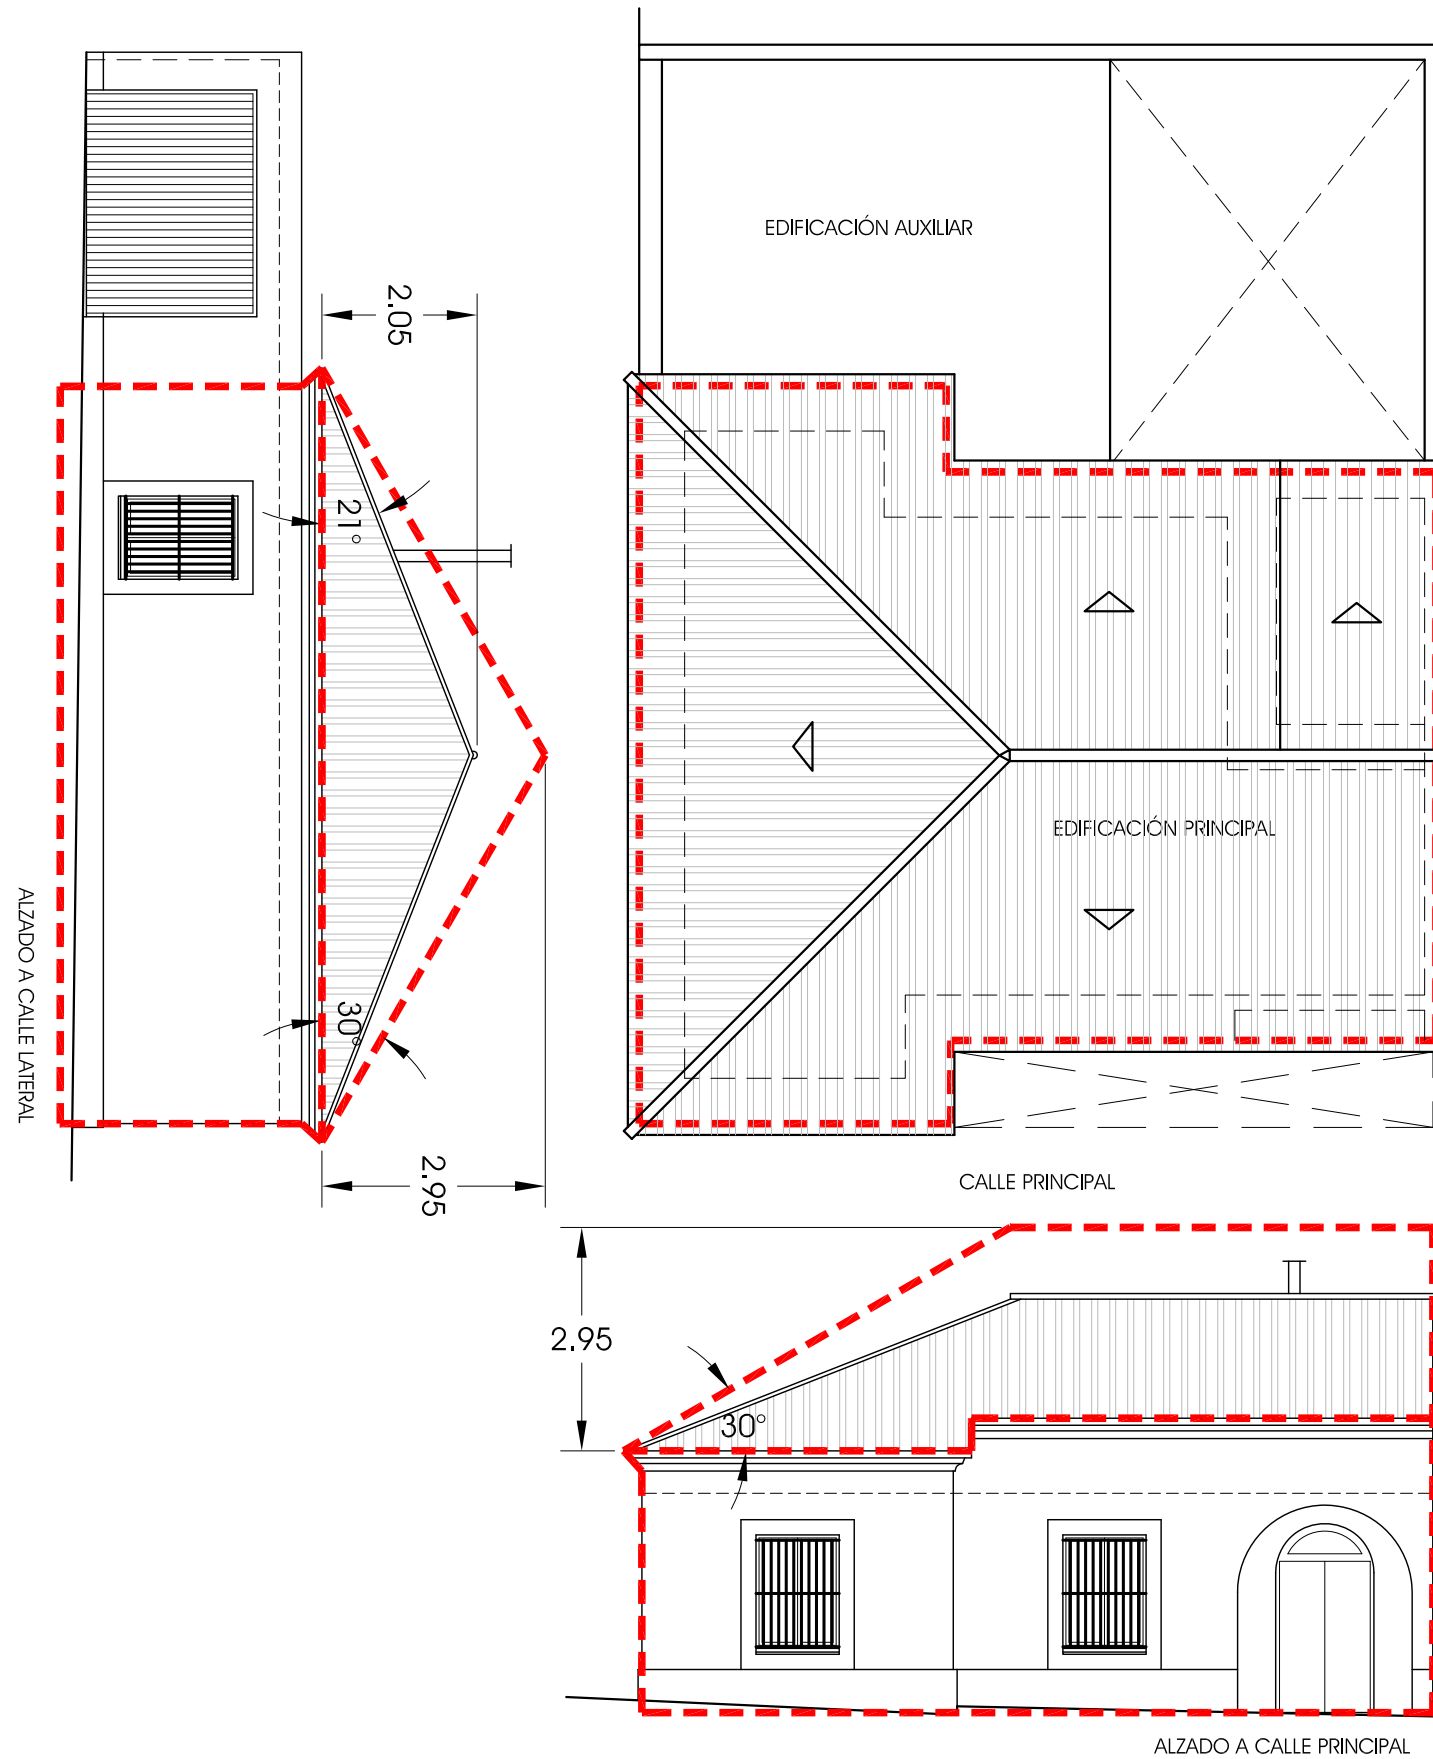 EDIFICACIÓN AUXILIAR
2.05
21°
EDIFICACIÓN PRINCIPAL
30°
ALZADO A CALLE LATERAL
2.95
CALLE PRINCIPAL
2.95
30°
ALZADO A CALLE PRINCIPAL